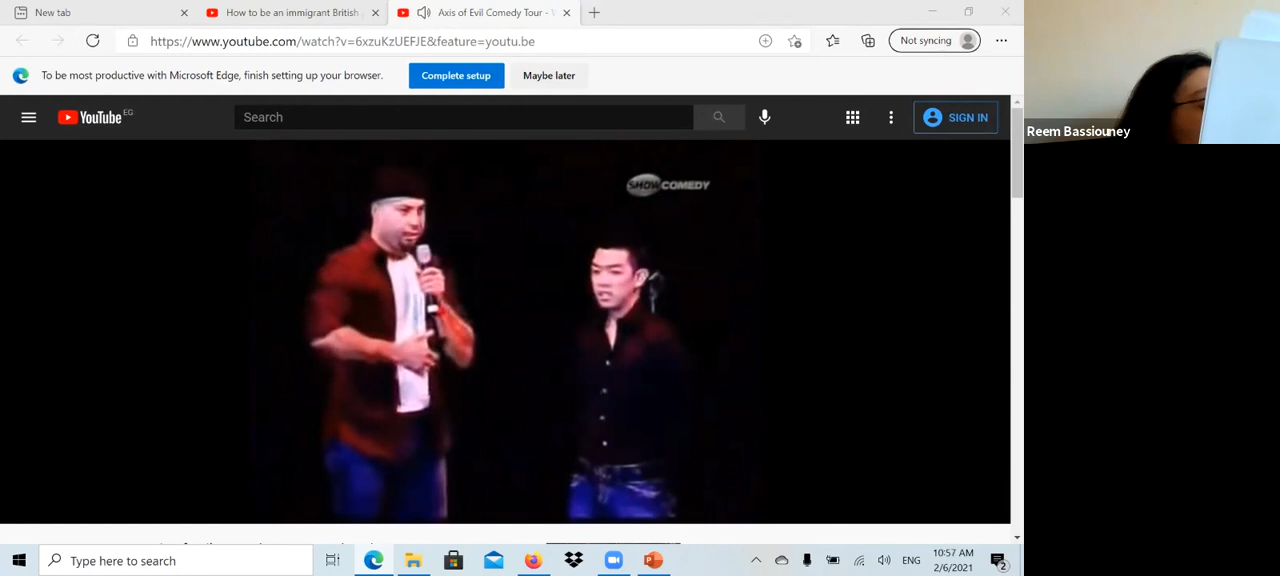 New tab
How to be an immigrant British
Axis of Evil Comedy Tour -
https://www.youtube.com/watch?v=6xzuKzUEFJE&feature=youtu.be
Not syncing
To be most productive with Microsoft Edge, finish setting up your browser.
Complete setup
Maybe later
YouTube EG
Search
SIGN IN
SHOW COMEDY
Reem Bassiouney
Type here to search
ENG
10:57 AM
2/6/2021
2